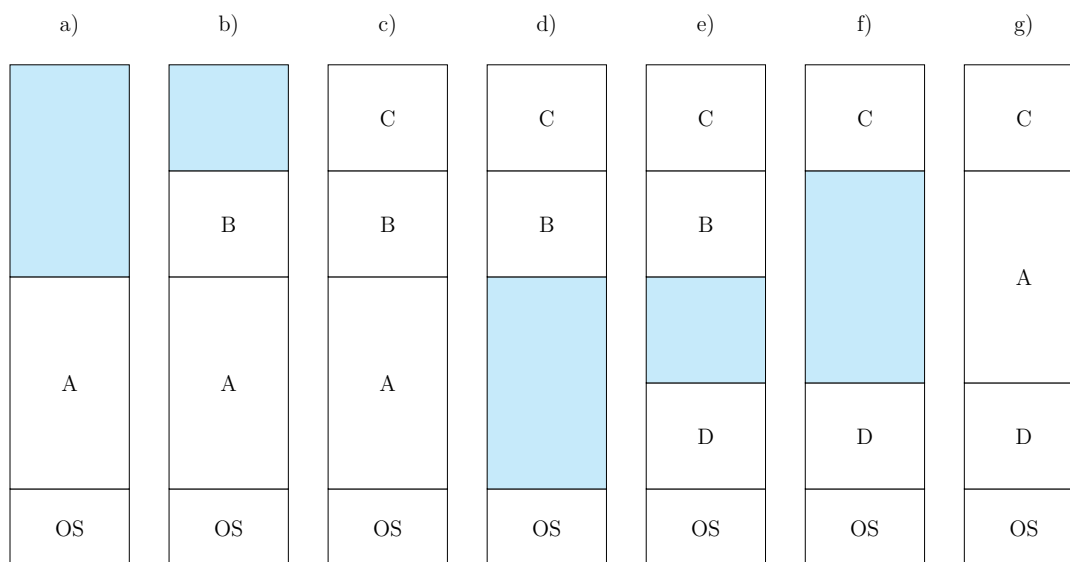 a) b) c) d) e) f) g)
C C C C C
B B B B
A
A A A
D D D
OS OS OS OS OS OS OS